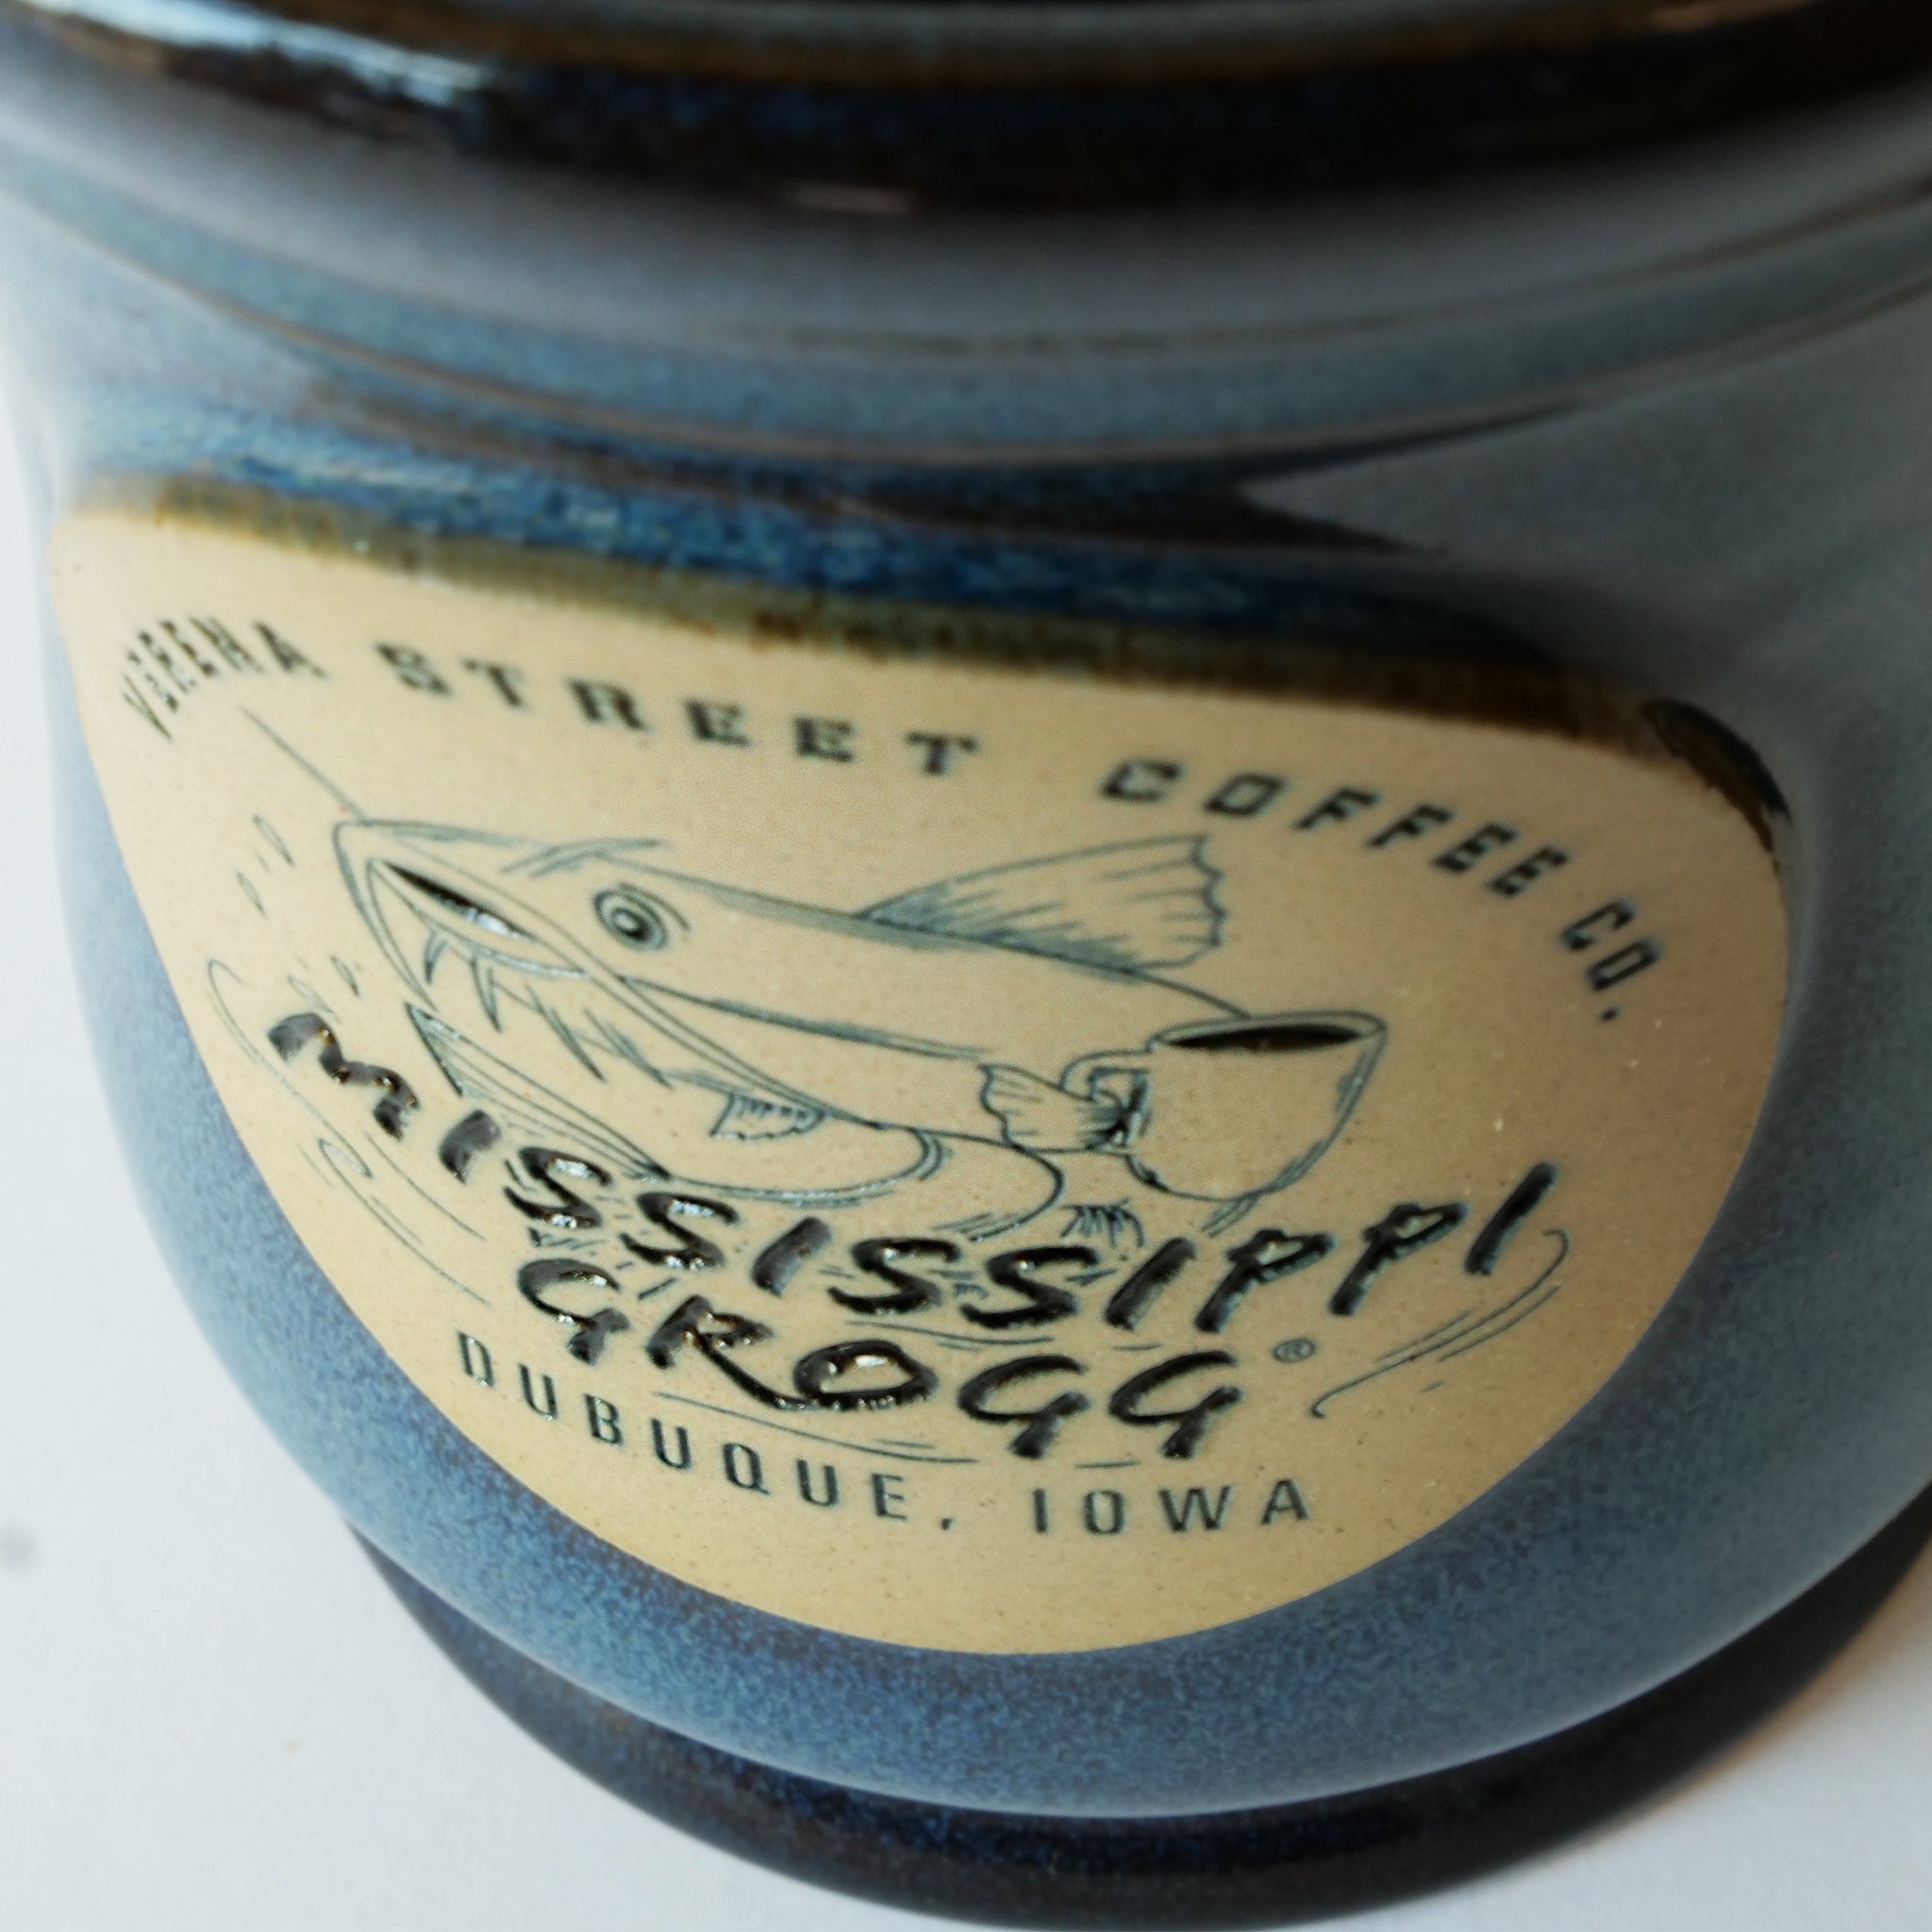 VERENA STREET COFFEE CO.
MISSISSIPPI
GROGG®
DUBUQUE, IOWA